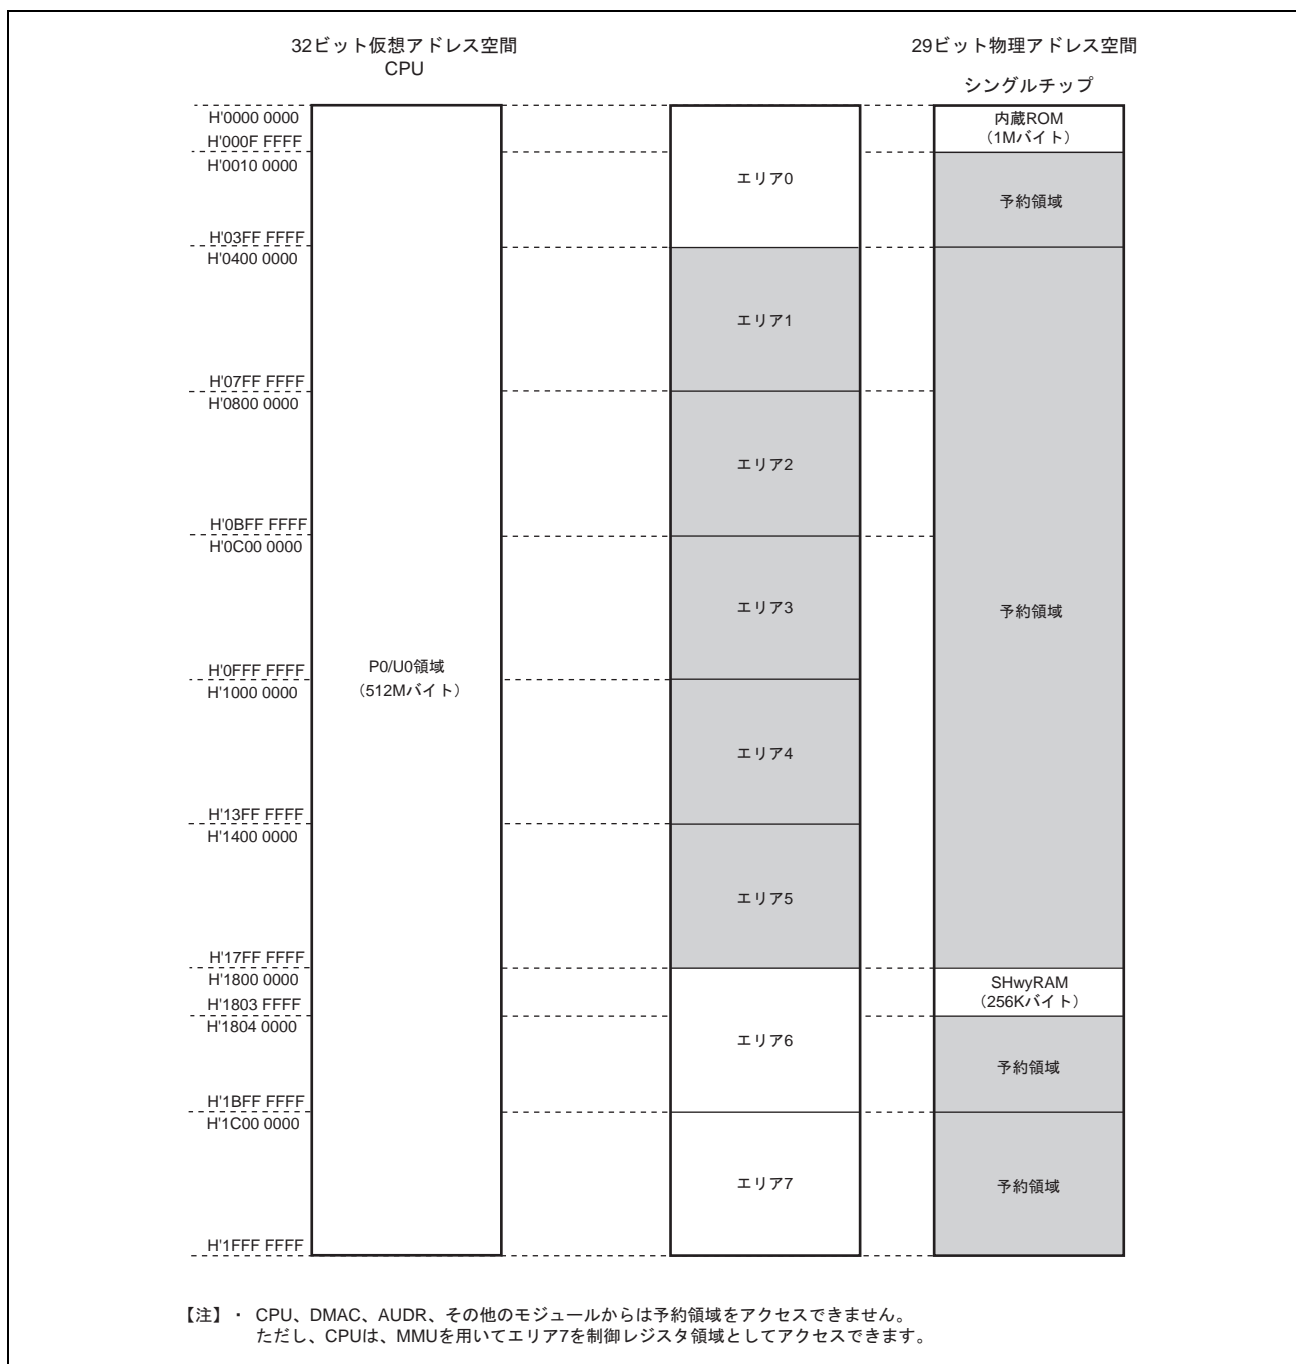 32ビット仮想アドレス空間
CPU
29ビット物理アドレス空間
シングルチップ
H'0000 0000
H'000F FFFF
H'0010 0000
H'03FF FFFF
H'0400 0000
H'07FF FFFF
H'0800 0000
H'0BFF FFFF
H'0C00 0000
H'0FFF FFFF
H'1000 0000
H'13FF FFFF
H'1400 0000
H'17FF FFFF
H'1800 0000
H'1803 FFFF
H'1804 0000
H'1BFF FFFF
H'1C00 0000
H'1FFF FFFF
P0/U0領域
（512Mバイト）
エリア0
エリア1
エリア2
エリア3
エリア4
エリア5
エリア6
エリア7
内蔵ROM
（1Mバイト）
予約領域
予約領域
SHwyRAM
（256Kバイト）
予約領域
予約領域
【注】・ CPU、DMAC、AUDR、その他のモジュールからは予約領域をアクセスできません。
ただし、CPUは、MMUを用いてエリア7を制御レジスタ領域としてアクセスできます。